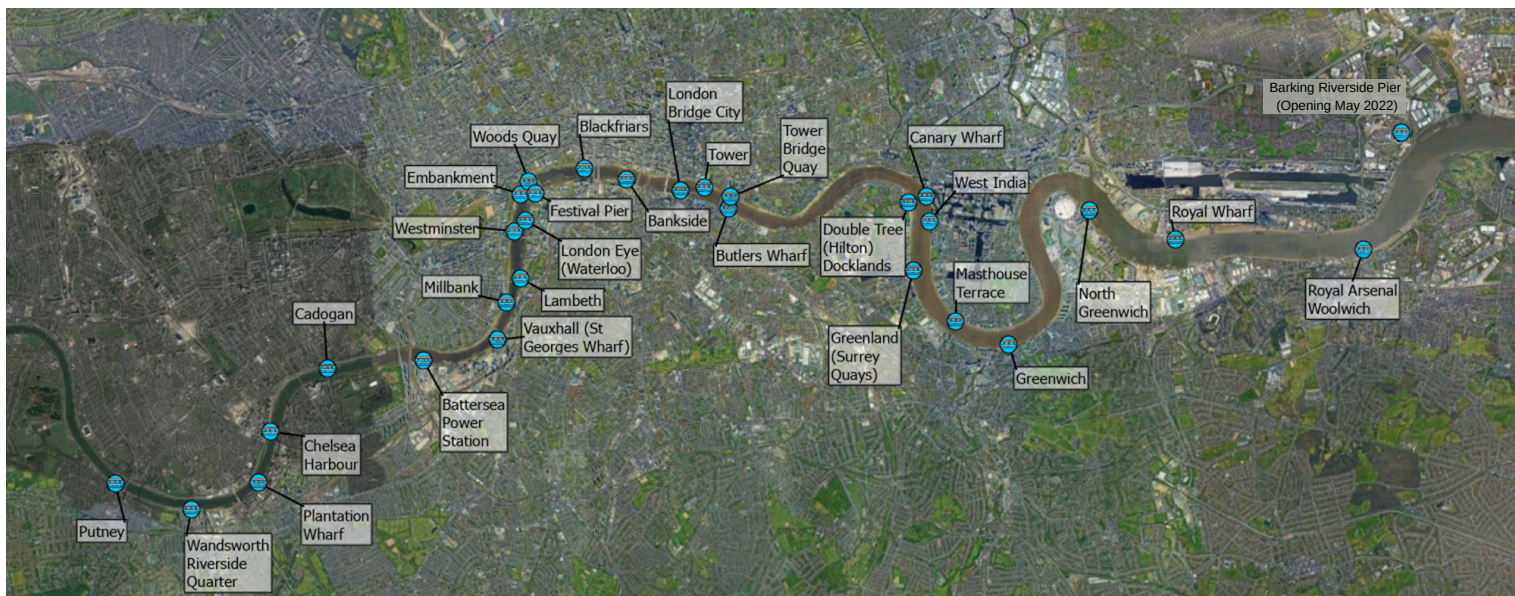 Barking Riverside Pier
(Opening May 2022)
London
Bridge City
Blackfriars
Woods Quay
Tower
Tower
Bridge
Quay
Canary Wharf
Embankment
West India
Festival Pier
Bankside
Royal Wharf
Westminster
London Eye
(Waterloo)
Butlers Wharf
Double Tree
(Hilton)
Docklands
Millbank
Lambeth
Masthouse
Terrace
North
Greenwich
Royal Arsenal
Woolwich
Cadogan
Vauxhall (St
Georges Wharf)
Greenland
(Surrey
Quays)
Greenwich
Battersea
Power
Station
Chelsea
Harbour
Putney
Plantation
Wharf
Wandsworth
Riverside
Quarter